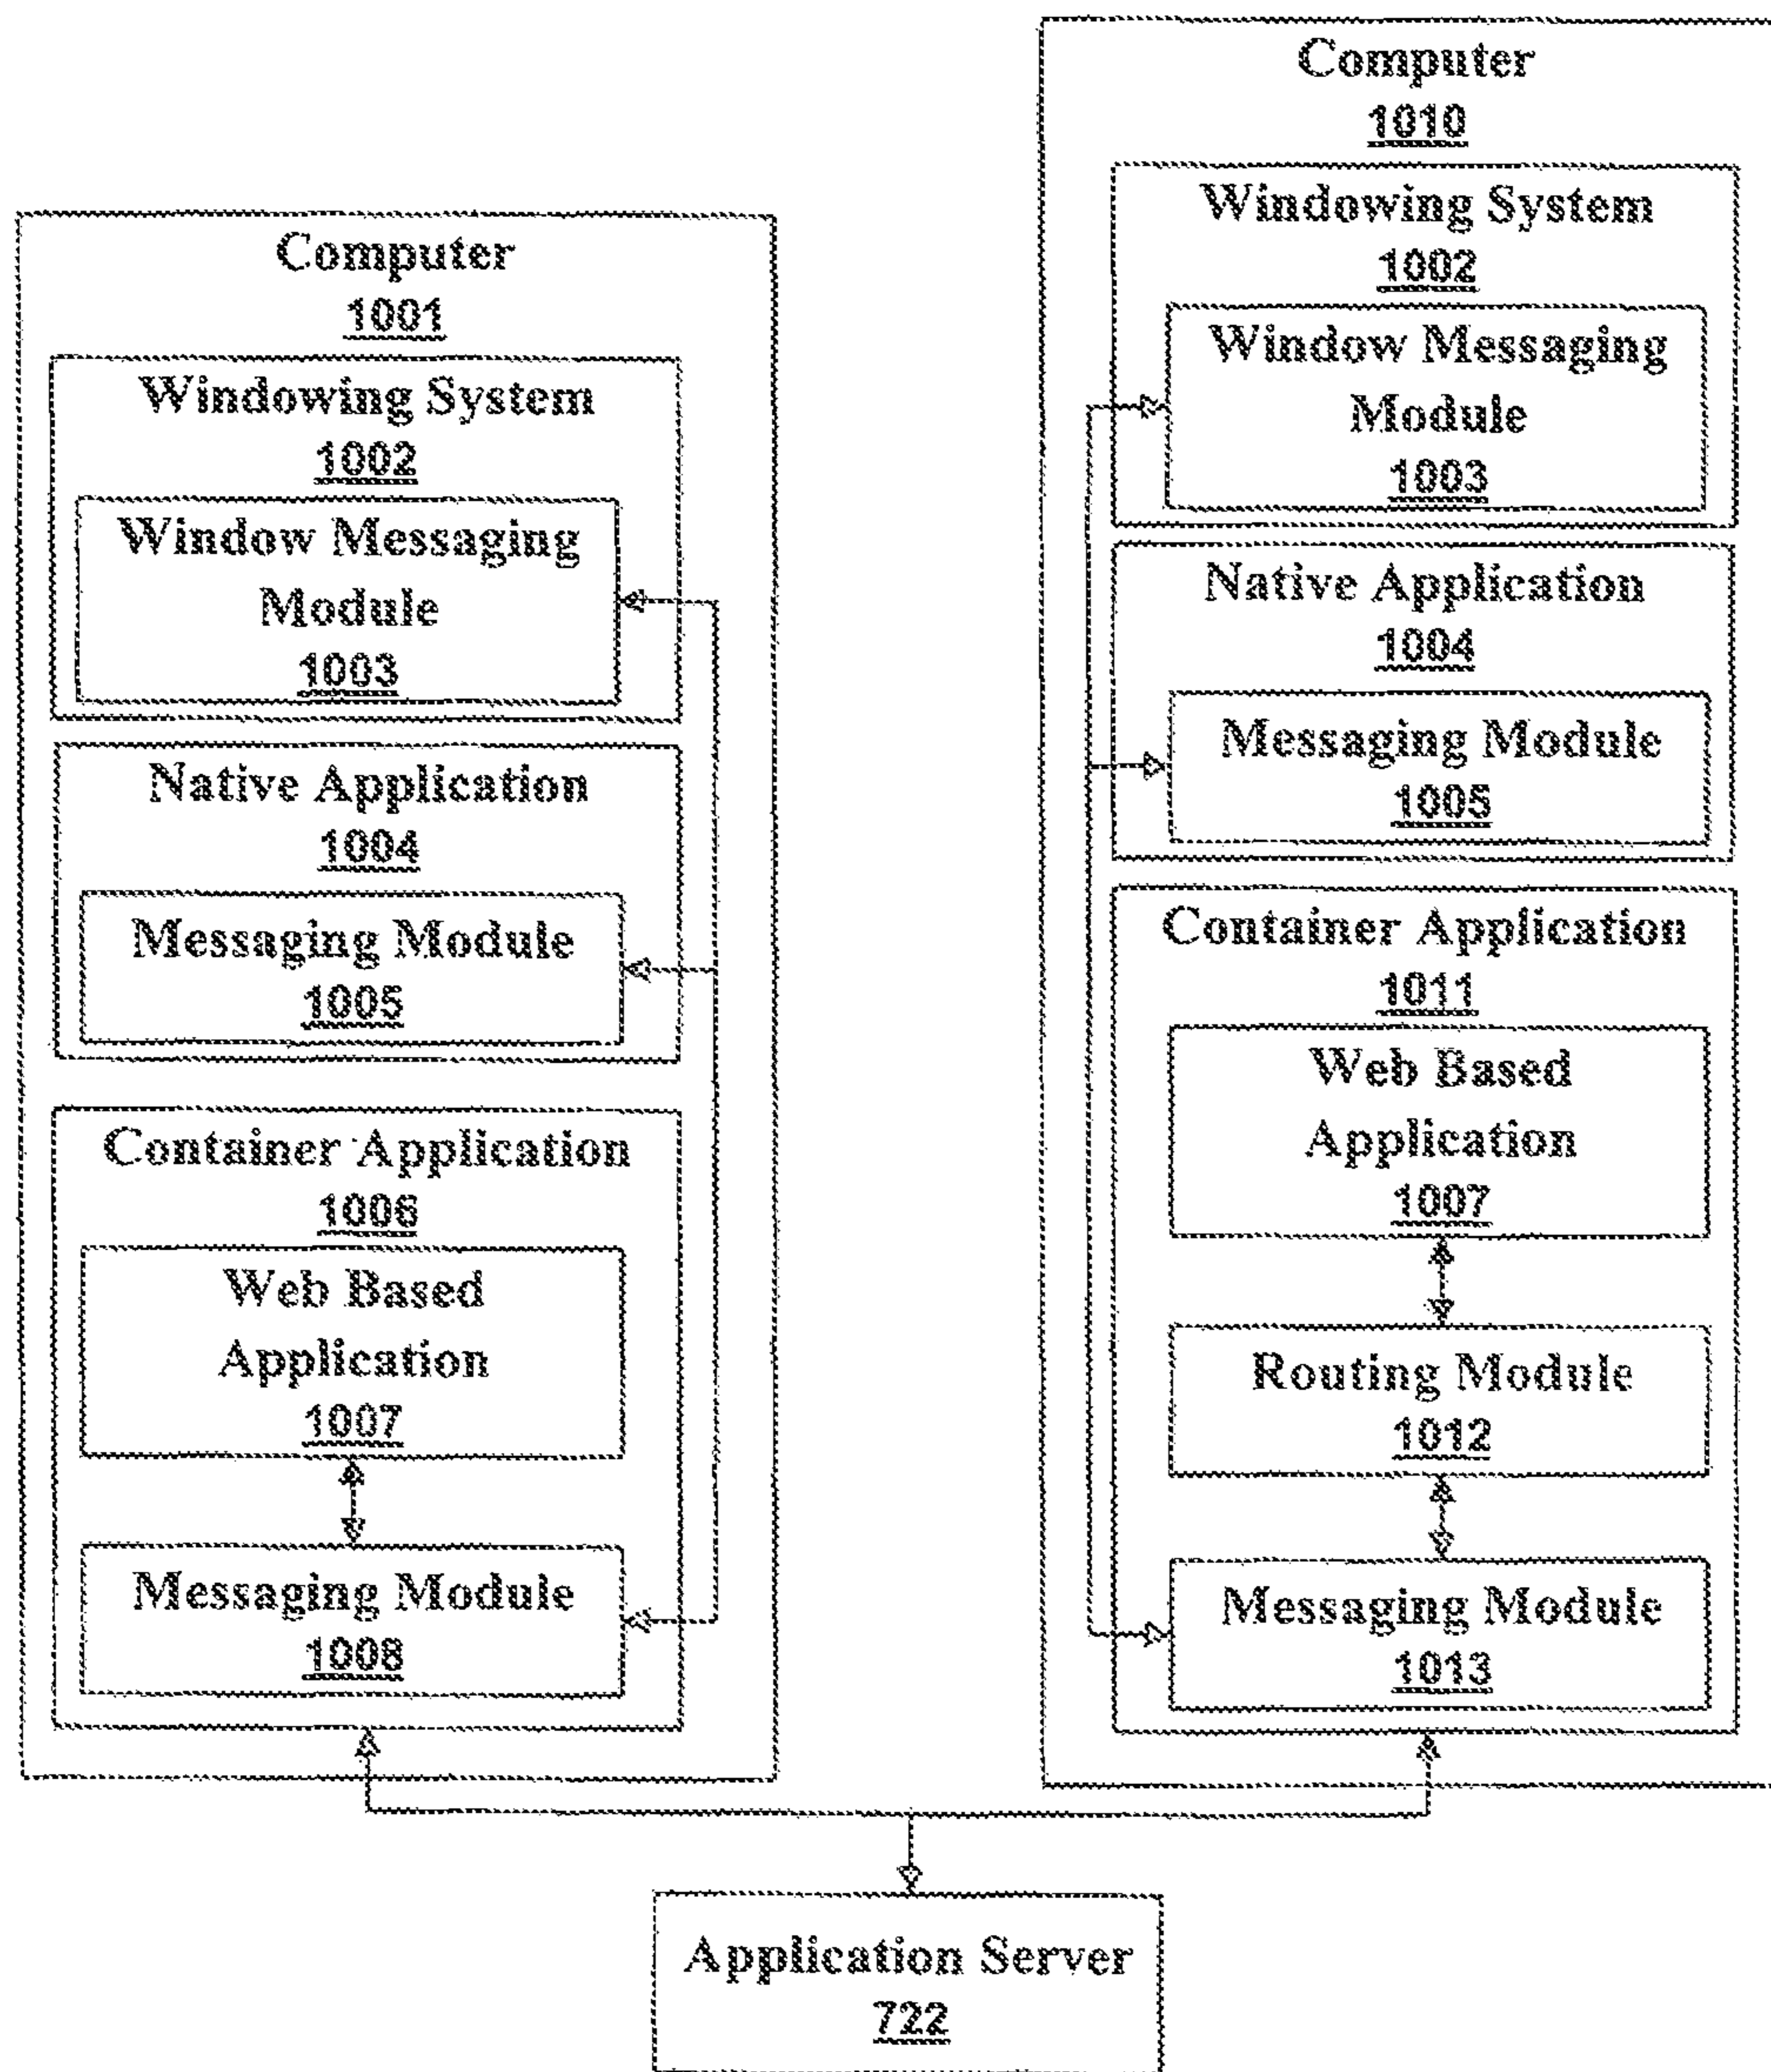 Computer
1001
Windowing System
1002
Window Messaging
Module
1003
Native Application
1004
Messaging Module
1005
Container Application
1006
Web Based
Application
1007
Messaging Module
1008
Computer
1010
Windowing System
1002
Window Messaging
Module
1003
Native Application
1004
Messaging Module
1005
Container Application
1011
Web Based
Application
1007
Routing Module
1012
Messaging Module
1013
Application Server
722